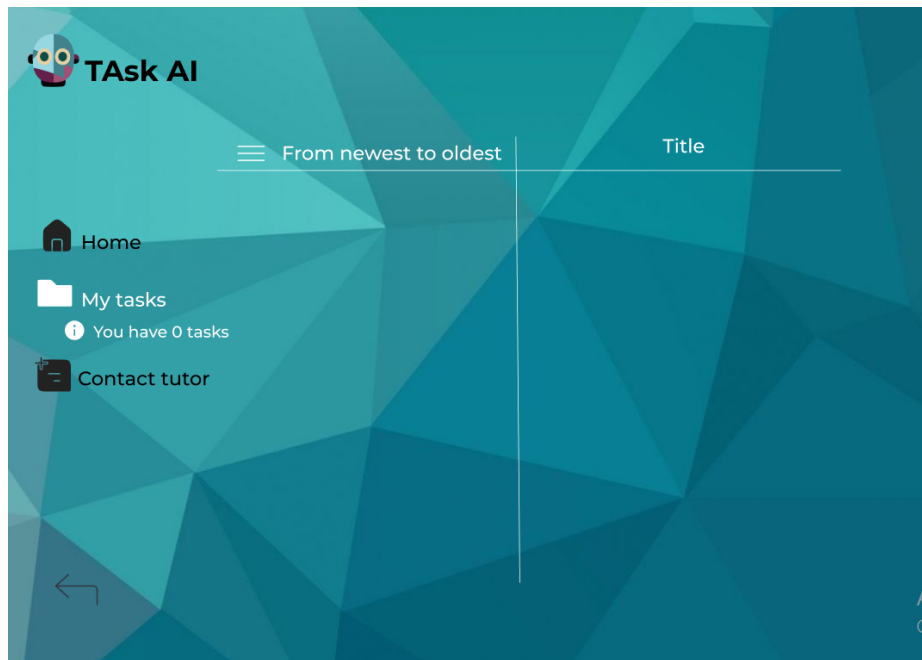 TAsk AI
From newest to oldest
Title
Home
My tasks
You have 0 tasks
Contact tutor